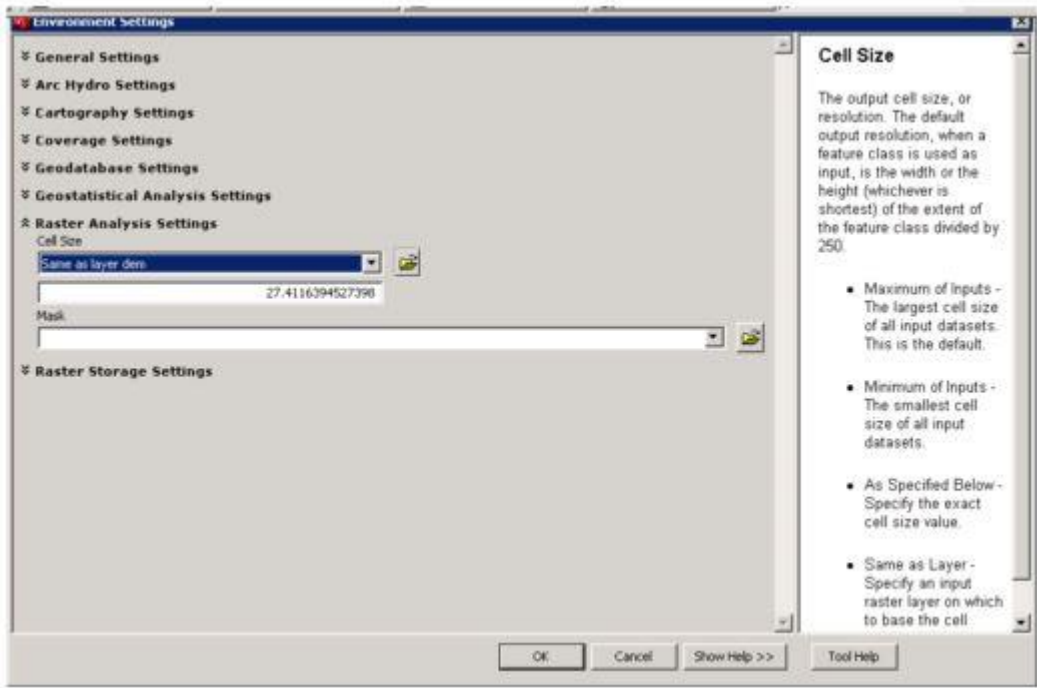 Environment Settings
General Settings
Arc Hydro Settings
Cartography Settings
Coverage Settings
Geodatabase Settings
Geostatistical Analysis Settings
Raster Analysis Settings
Cell Size
Same as layer dem
27.4116394527398
Mask
Raster Storage Settings
OK
Cancel
Show Help >>
Cell Size
The output cell size, or
resolution. The default
output resolution, when a
feature class is used as
input, is the width or the
height (whichever is
shortest) of the extent of
the feature class divided by
250.
Maximum of Inputs -
The largest cell size
of all input datasets.
This is the default.
Minimum of Inputs -
The smallest cell
size of all input
datasets.
As Specified Below -
Specify the exact
cell size value.
Same as Layer -
Specify an input
raster layer on which
to base the cell
Tool Help